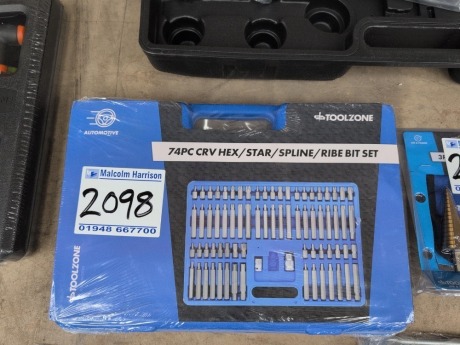 TOOLZONE
AUTOMOTIVE
74PC CRV HEX/STAR/SPLINE/RIBE BIT SET
Malcolm Harrison
2098
01948 667700
TOOLZONE